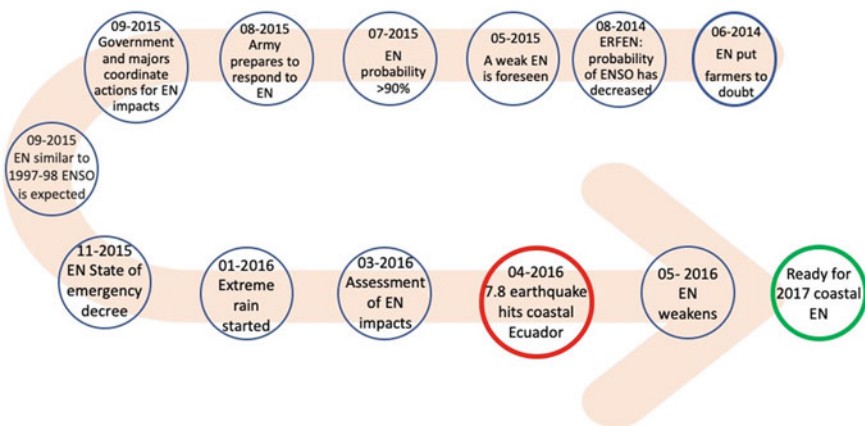 09-2015
Government
and majors
coordinate
actions for EN
impacts
08-2015
Army
prepares to
respond to
EN
07-2015
EN
probability
>90%
05-2015
A weak EN
is foreseen
08-2014
ERFEN:
probability
of ENSO has
decreased
06-2014
EN put
farmers to
doubt
09-2015
EN similar to
1997-98 ENSO
is expected
11-2015
EN State of
emergency
decree
01-2016
Extreme
rain
started
03-2016
Assessment
of EN
impacts
04-2016
7.8 earthquake
hits coastal
Ecuador
05- 2016
EN
weakens
Ready for
2017 coastal
EN